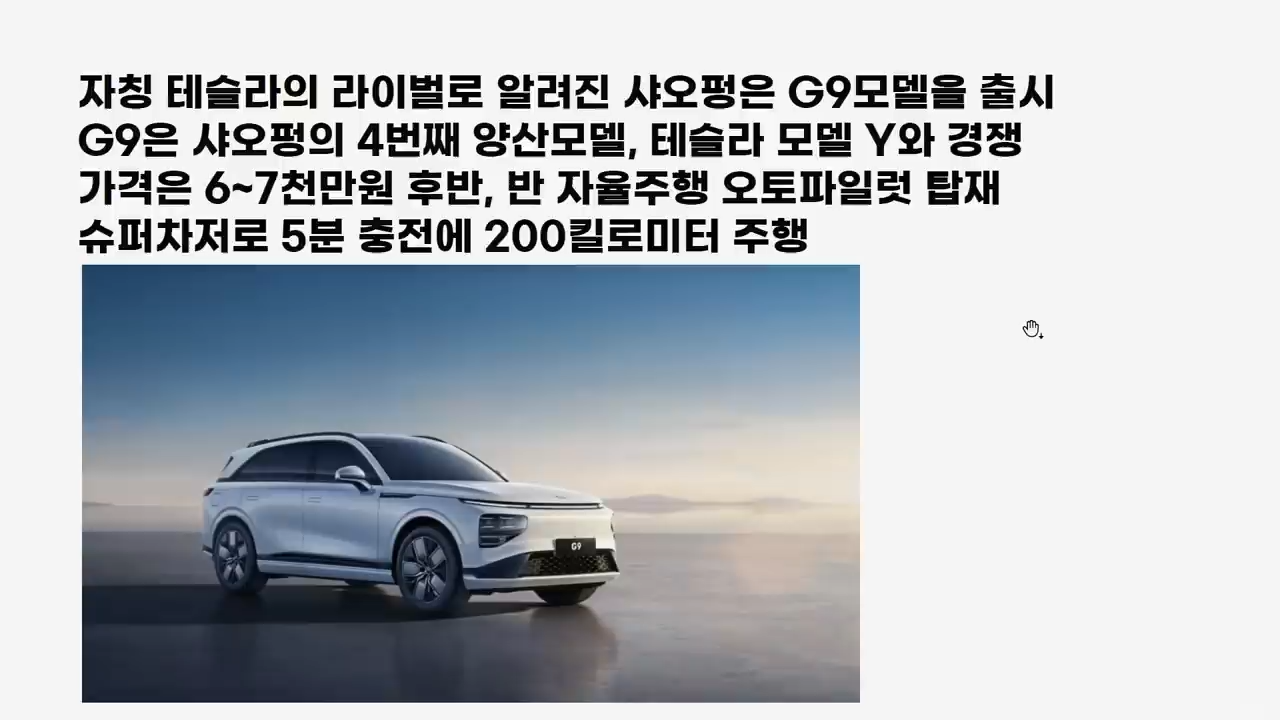 자칭 테슬라의 라이벌로 알려진 샤오펑은 G9모델을 출시
G9은 샤오펑의 4번째 양산모델, 테슬라 모델 Y와 경쟁
가격은 6~7천만원 후반, 반 자율주행 오토파일럿 탑재
슈퍼차저로 5분 충전에 200킬로미터 주행
G9